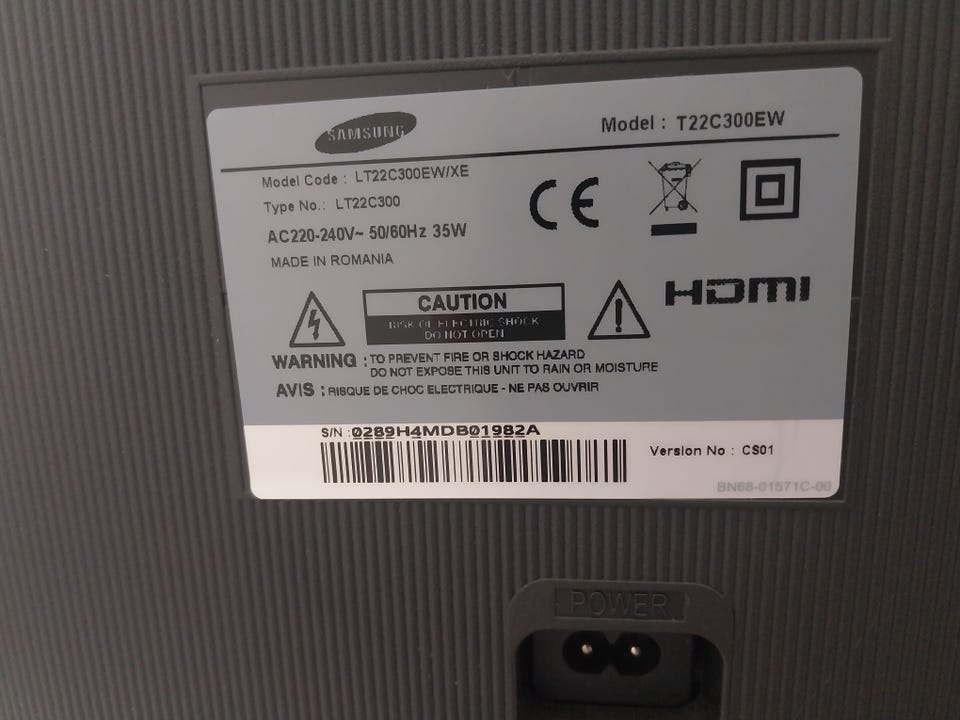 SAMSUNG
Model : T22C300EW
Model Code : LT22C300EW/XE
Type No.: LT22C300
AC220-240V~ 50/60Hz 35W
MADE IN ROMANIA
CE
HDMI
CAUTION
RISK OF ELECTRIC SHOCK
DO NOT OPEN
WARNING : TO PREVENT FIRE OR SHOCK HAZARD
DO NOT EXPOSE THIS UNIT TO RAIN OR MOISTURE
AVIS : RISQUE DE CHOC ELECTRIQUE - NE PAS OUVRIR
S/N : 0289H4MDB01982A
Version No : CS01
BN68-01571C-00
POWER